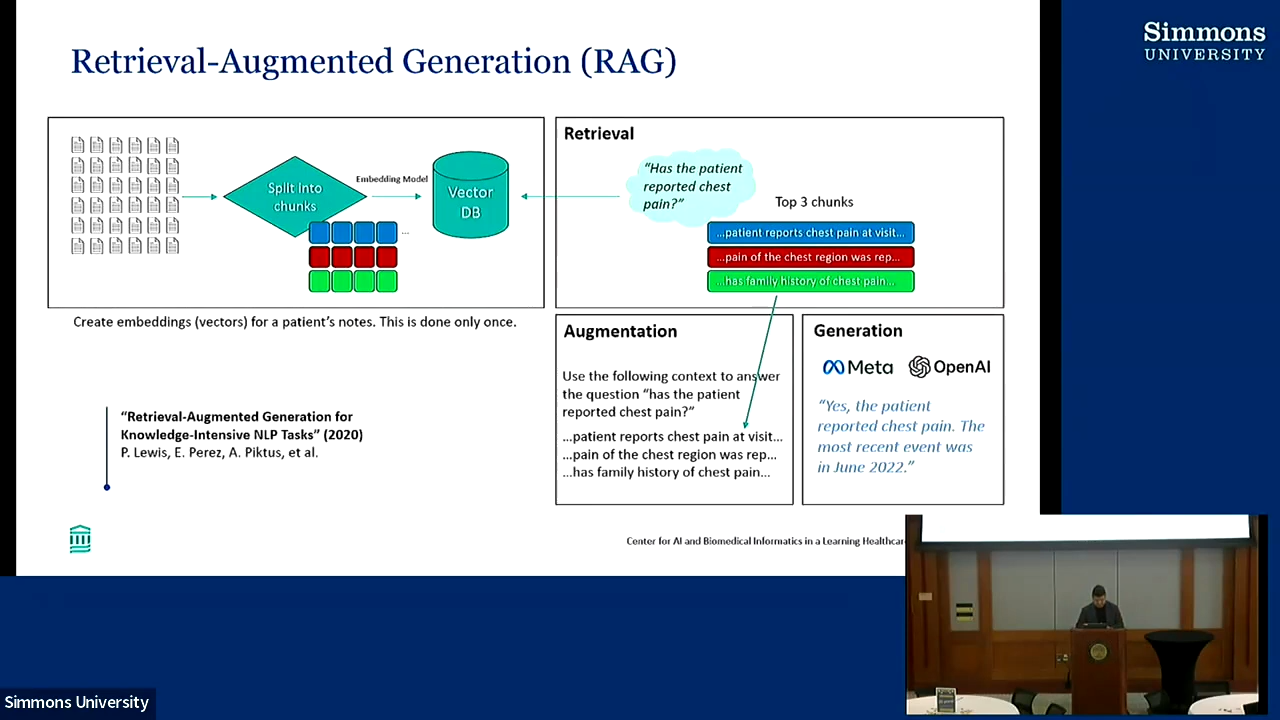 Retrieval-Augmented Generation (RAG)
Simmons
UNIVERSITY
Split into
chunks
Embedding Model
Vector
DB
...
Create embeddings (vectors) for a patient's notes. This is done only once.
Retrieval
"Has the patient
reported chest
pain?"
Top 3 chunks
...patient reports chest pain at visit...
...pain of the chest region was rep...
...has family history of chest pain...
Augmentation
Use the following context to answer
the question "has the patient
reported chest pain?"
...patient reports chest pain at visit...
...pain of the chest region was rep...
...has family history of chest pain...
Generation
Meta
OpenAI
"Yes, the patient
reported chest pain. The
most recent event was
in June 2022."
"Retrieval-Augmented Generation for
Knowledge-Intensive NLP Tasks" (2020)
P. Lewis, E. Perez, A. Piktus, et al.
Center for AI and Biomedical Informatics in a Learning Healthcar
Simmons University